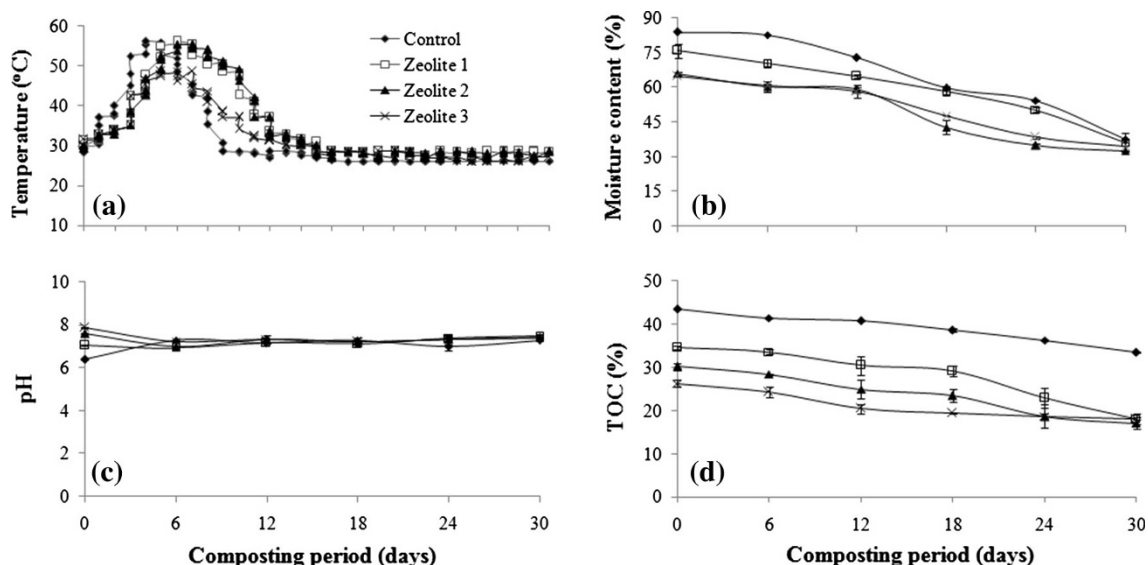 Temperature (°C)
60
50
40
30
20
10
Control
Zeolite 1
Zeolite 2
Zeolite 3
(a)
Moisture content (%)
90
75
60
45
30
15
0
(b)
pH
10
8
6
4
2
0
(c)
0 6 12 18 24 30
Composting period (days)
TOC (%)
50
40
30
20
10
0
(d)
0 6 12 18 24 30
Composting period (days)